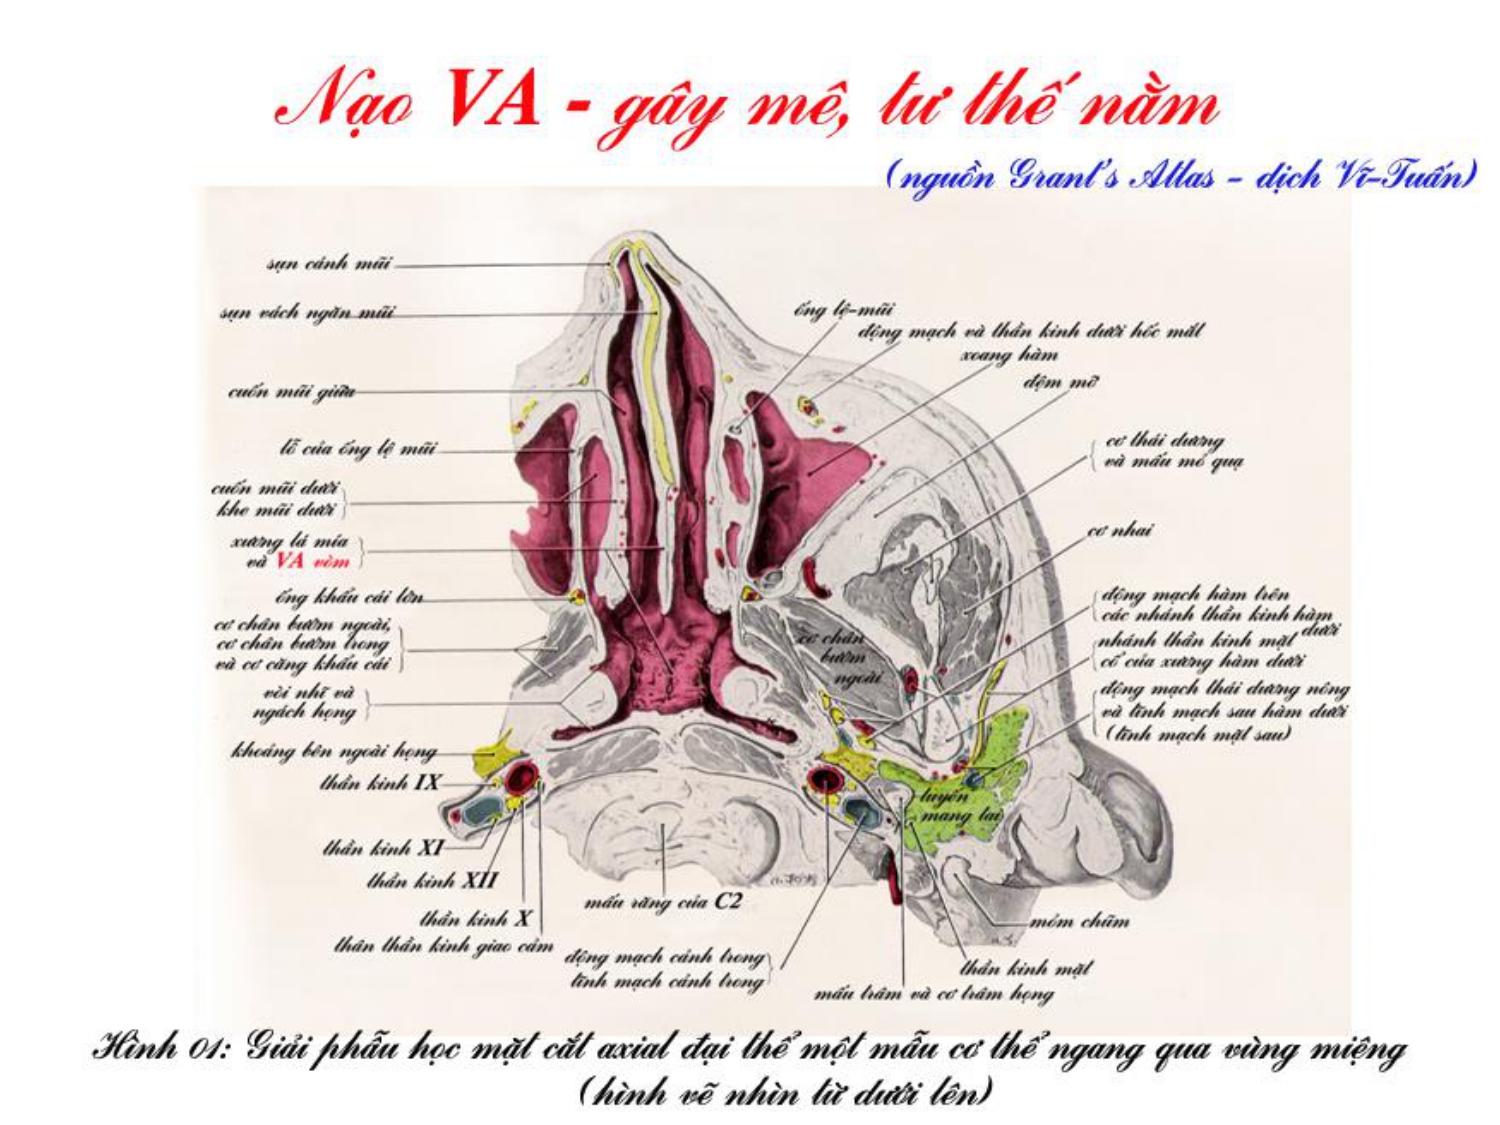 Nạo VA - gây mê, tư thế nằm
(nguồn Grant's Atlas - dịch Vĩ-Tuấn)
sụn cánh mũi
sụn vách ngăn mũi
cuốn mũi giữa
lỗ của ống lệ mũi
cuốn mũi dưới
khe mũi dưới
xương lá mía
và VA vòm
ống khẩu cái lớn
cơ chân bướm ngoài,
cơ chân bướm trong
và cơ căng khẩu cái
vòi nhĩ và
ngách họng
khoảng bên ngoài họng
thần kinh IX
thần kinh XI
thần kinh XII
thần kinh X
thân thần kinh giao cảm
ống lệ-mũi
động mạch và thần kinh dưới hốc mắt
xoang hàm
đệm mỡ
cơ thái dương
và mấu mỏ quạ
cơ nhai
động mạch hàm trên
các nhánh thần kinh hàm dưới
nhánh thần kinh mặt
cổ của xương hàm dưới
động mạch thái dương nông
và tĩnh mạch sau hàm dưới
(tĩnh mạch mặt sau)
cơ chân
bướm
ngoài
tuyến
mang tai
mấu răng của C2
động mạch cảnh trong
tĩnh mạch cảnh trong
mấu trâm và cơ trâm họng
thần kinh mặt
mỏm chũm
Hình 01: Giải phẫu học mặt cắt axial đại thể một mẫu cơ thể ngang qua vùng miệng
(hình vẽ nhìn từ dưới lên)